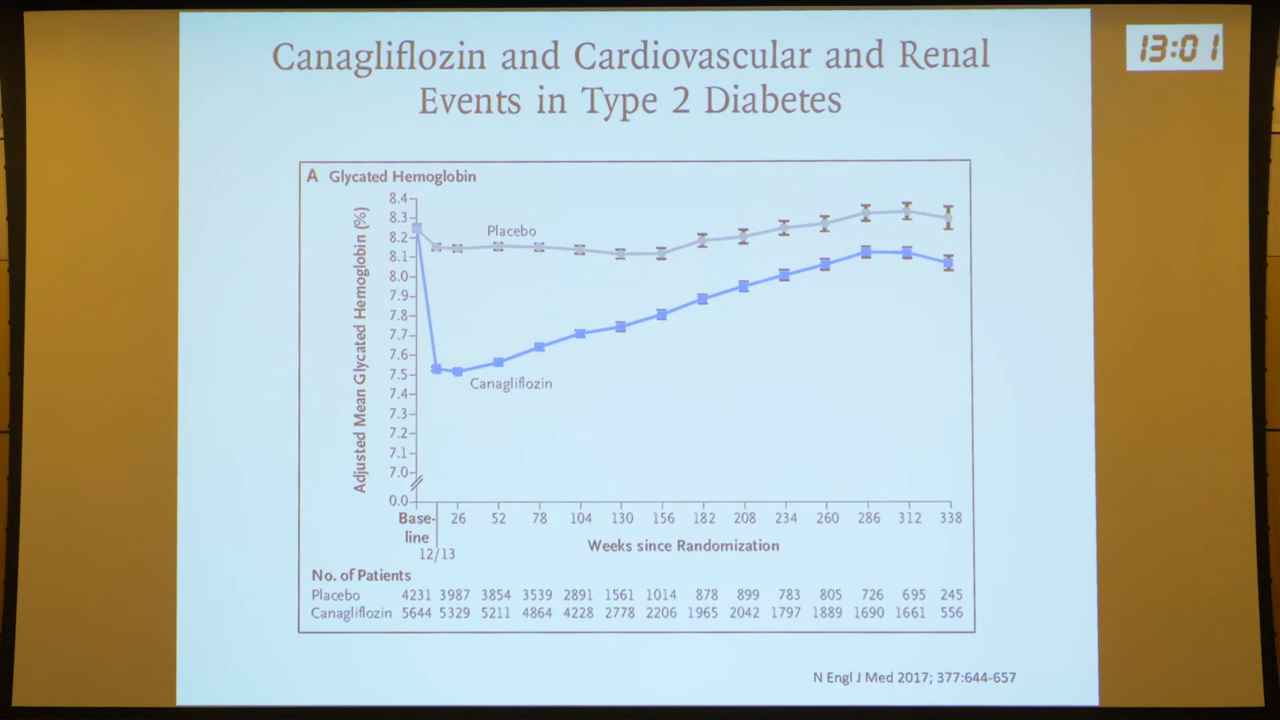 13:01
Canagliflozin and Cardiovascular and Renal
Events in Type 2 Diabetes
A Glycated Hemoglobin
Adjusted Mean Glycated Hemoglobin (%)
8.4
8.3
8.2
8.1
8.0
7.9
7.8
7.7
7.6
7.5
7.4
7.3
7.2
7.1
7.0
0.0
Placebo
Canagliflozin
Base-
line
12/13
26 52 78 104 130 156 182 208 234 260 286 312 338
Weeks since Randomization
No. of Patients
Placebo 4231 3987 3854 3539 2891 1561 1014 878 899 783 805 726 695 245
Canagliflozin 5644 5329 5211 4864 4228 2778 2206 1965 2042 1797 1889 1690 1661 556
N Engl J Med 2017; 377:644-657